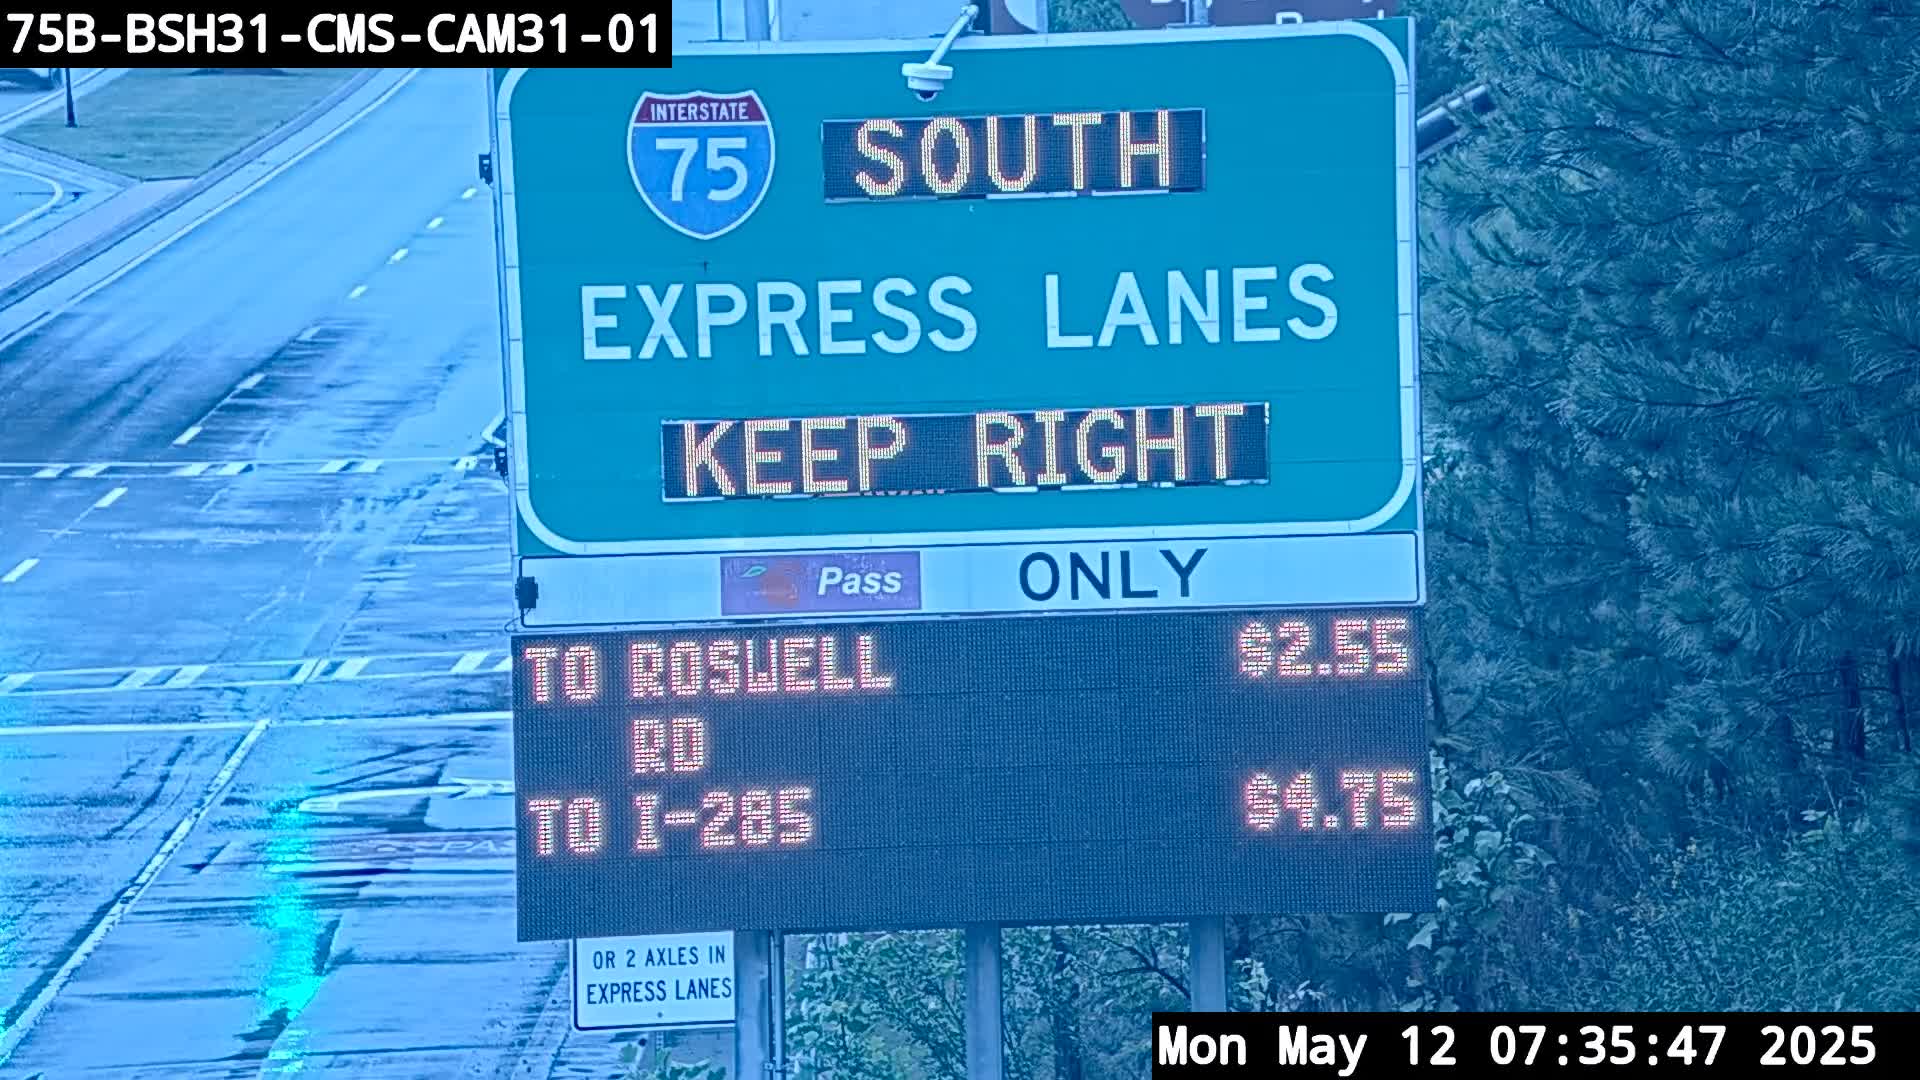 75B-BSH31-CMS-CAM31-01
INTERSTATE
75
SOUTH
EXPRESS LANES
KEEP RIGHT
Pass ONLY
TO ROSWELL $2.55
RD
TO I-285 $4.75
OR 2 AXLES IN
EXPRESS LANES
Mon May 12 07:35:47 2025